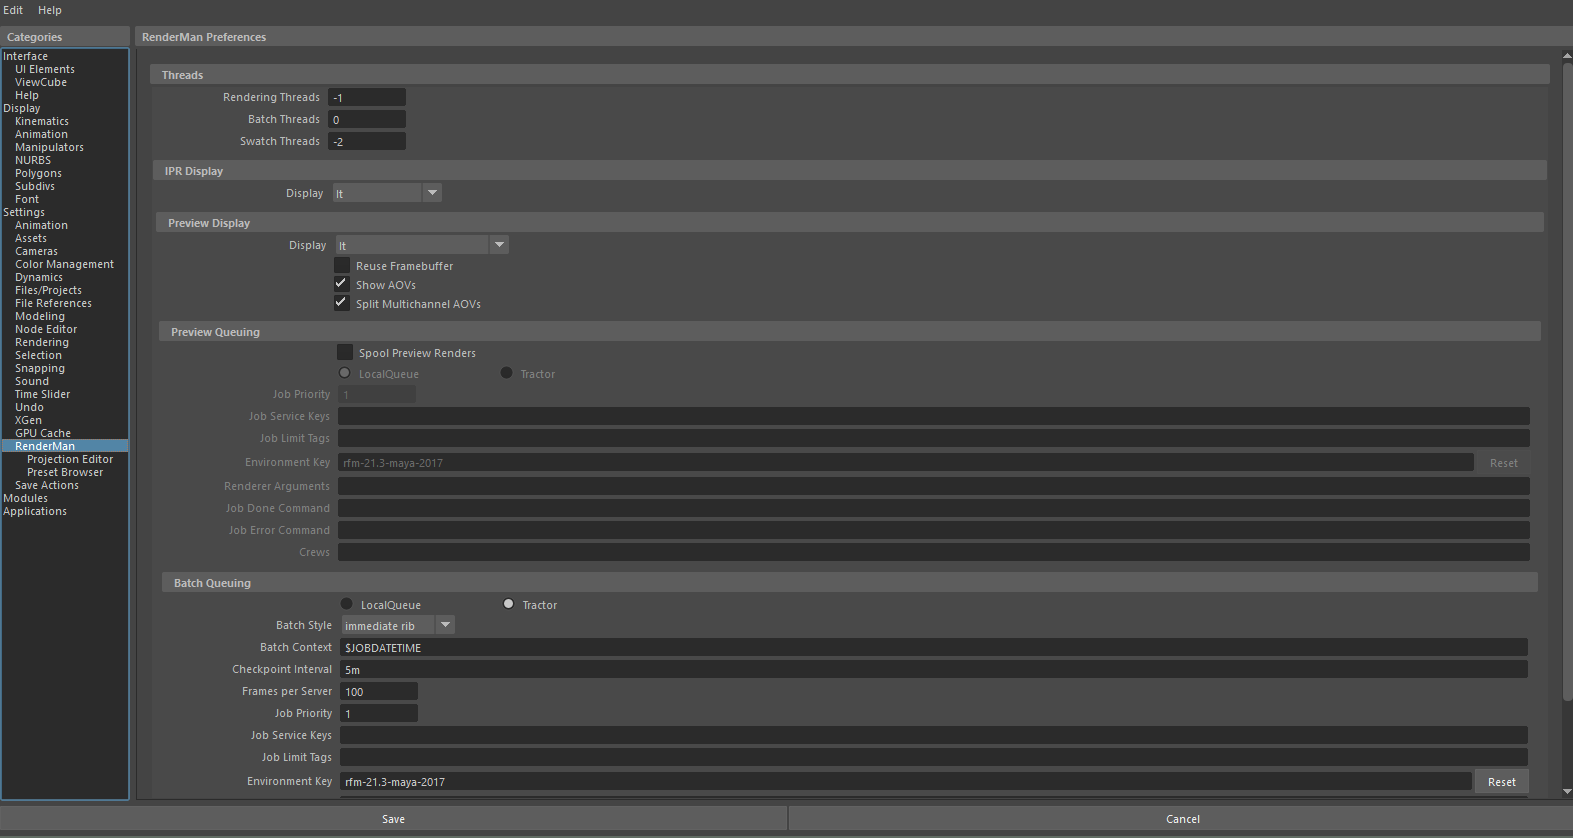 Edit Help
Categories
Interface
UI Elements
ViewCube
Help
Display
Kinematics
Animation
Manipulators
NURBS
Polygons
Subdivs
Font
Settings
Animation
Assets
Cameras
Color Management
Dynamics
Files/Projects
File References
Modeling
Node Editor
Rendering
Selection
Snapping
Sound
Time Slider
Undo
XGen
GPU Cache
RenderMan
Projection Editor
Preset Browser
Save Actions
Modules
Applications
RenderMan Preferences
Threads
Rendering Threads -1
Batch Threads 0
Swatch Threads -2
IPR Display
Display It
Preview Display
Display It
Reuse Framebuffer
Show AOVs
Split Multichannel AOVs
Preview Queuing
Spool Preview Renders
LocalQueue Tractor
Job Priority 1
Job Service Keys
Job Limit Tags
Environment Key rfm-21.3-maya-2017 Reset
Renderer Arguments
Job Done Command
Job Error Command
Crews
Batch Queuing
LocalQueue Tractor
Batch Style immediate rib
Batch Context $JOBDATETIME
Checkpoint Interval 5m
Frames per Server 100
Job Priority 1
Job Service Keys
Job Limit Tags
Environment Key rfm-21.3-maya-2017 Reset
Save Cancel